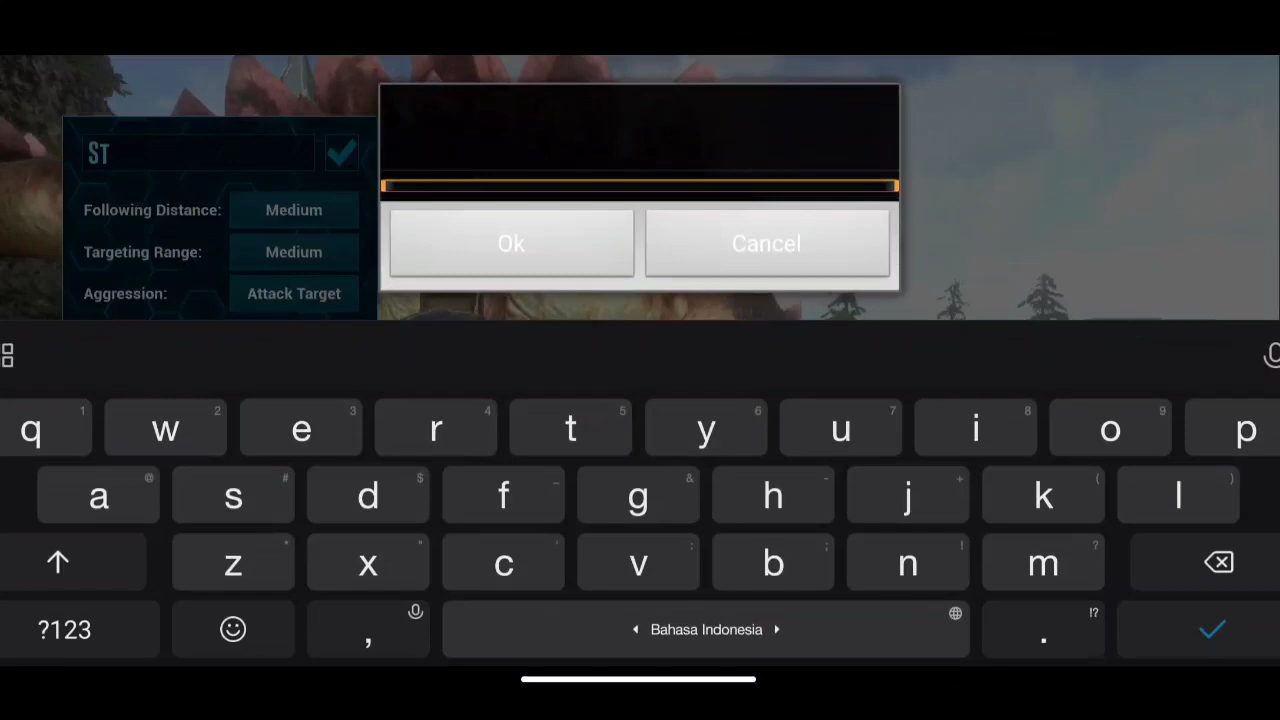 ST
Following Distance: Medium
Targeting Range: Medium
Aggression: Attack Target
Ok Cancel
q 1 w 2 e 3 r 4 t 5 y 6 u 7 i 8 o 9 p
a @ s # d $ f _ g & h - j + k ( l )
z * x " c ' v : b ; n ! m ?
?123 , Bahasa Indonesia . !?